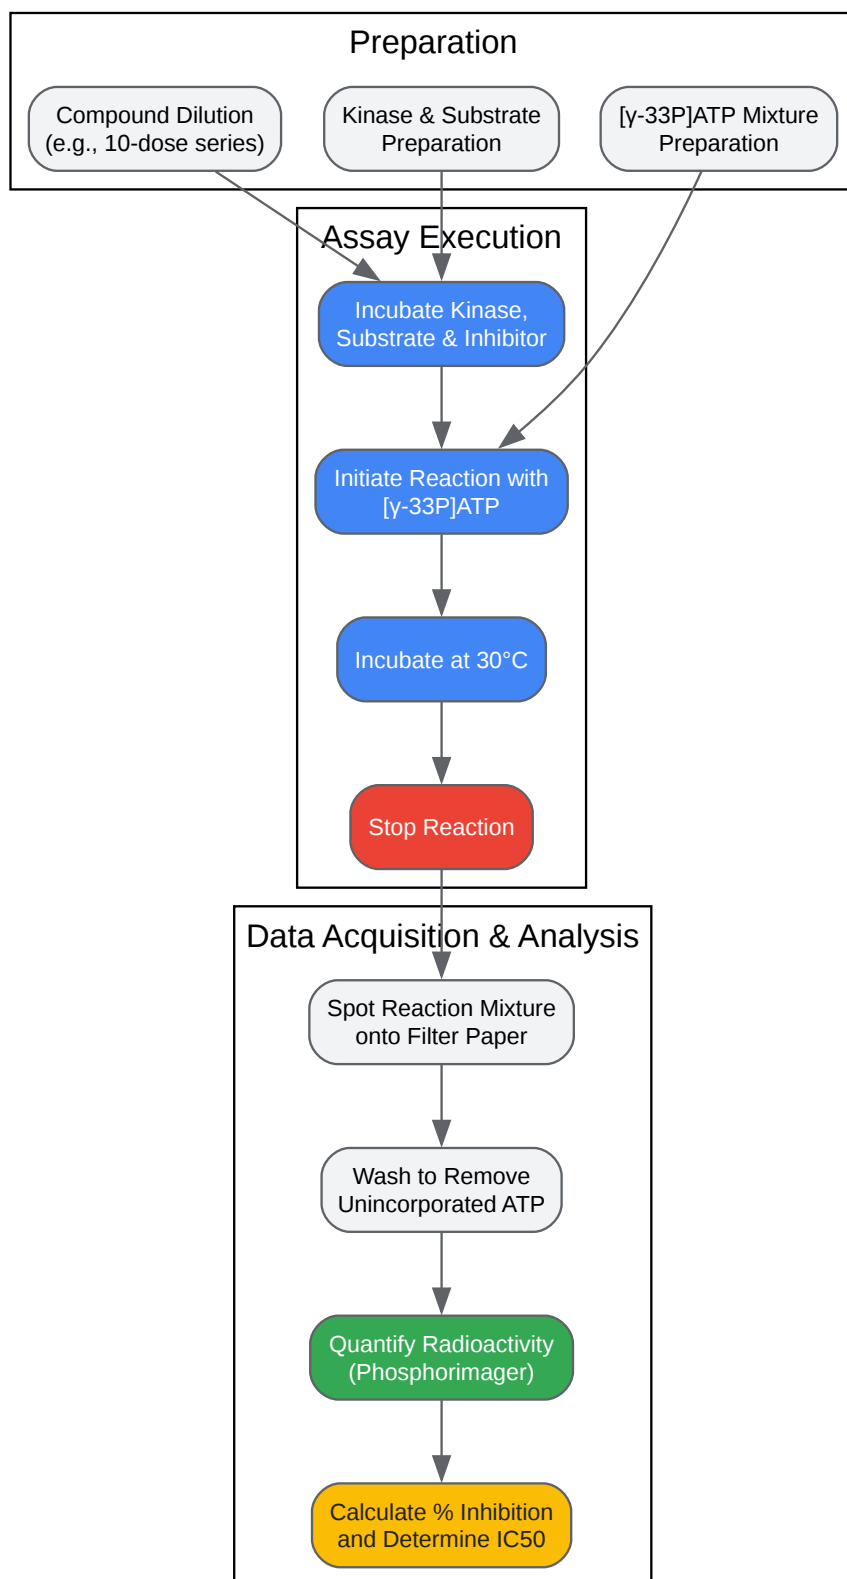 Preparation
Compound Dilution
(e.g., 10-dose series)
Kinase & Substrate
Preparation
[γ-33P]ATP Mixture
Preparation
Assay Execution
Incubate Kinase,
Substrate & Inhibitor
Initiate Reaction with
[γ-33P]ATP
Incubate at 30°C
Stop Reaction
Data Acquisition & Analysis
Spot Reaction Mixture
onto Filter Paper
Wash to Remove
Unincorporated ATP
Quantify Radioactivity
(Phosphorimager)
Calculate % Inhibition
and Determine IC50